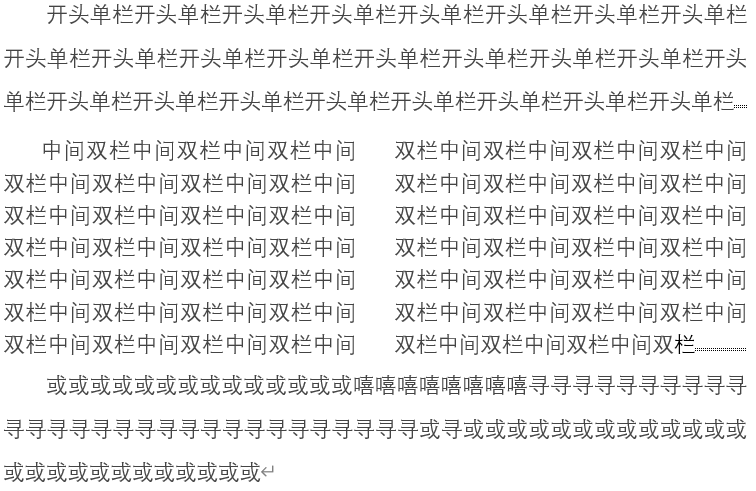 开头单栏开头单栏开头单栏开头单栏开头单栏开头单栏开头单栏开头单栏
开头单栏开头单栏开头单栏开头单栏开头单栏开头单栏开头单栏开头单栏开头
单栏开头单栏开头单栏开头单栏开头单栏开头单栏开头单栏开头单栏开头单栏
中间双栏中间双栏中间双栏中间
双栏中间双栏中间双栏中间双栏中间
双栏中间双栏中间双栏中间双栏中间
双栏中间双栏中间双栏中间双栏中间
双栏中间双栏中间双栏中间双栏中间
双栏中间双栏中间双栏中间双栏中间
双栏中间双栏中间双栏中间双栏中间
双栏中间双栏中间双栏中间双栏中间
双栏中间双栏中间双栏中间双栏中间
双栏中间双栏中间双栏中间双栏中间
双栏中间双栏中间双栏中间双栏中间
双栏中间双栏中间双栏中间双栏中间
双栏中间双栏中间双栏中间双栏中间
双栏中间双栏中间双栏中间双栏
或或或或或或或或或或或或或或嘻嘻嘻嘻嘻嘻嘻嘻寻寻寻寻寻寻寻寻寻寻
寻寻寻寻寻寻寻寻寻寻寻寻寻寻寻寻寻寻寻或寻或或或或或或或或或或或或或
或或或或或或或或或或或或